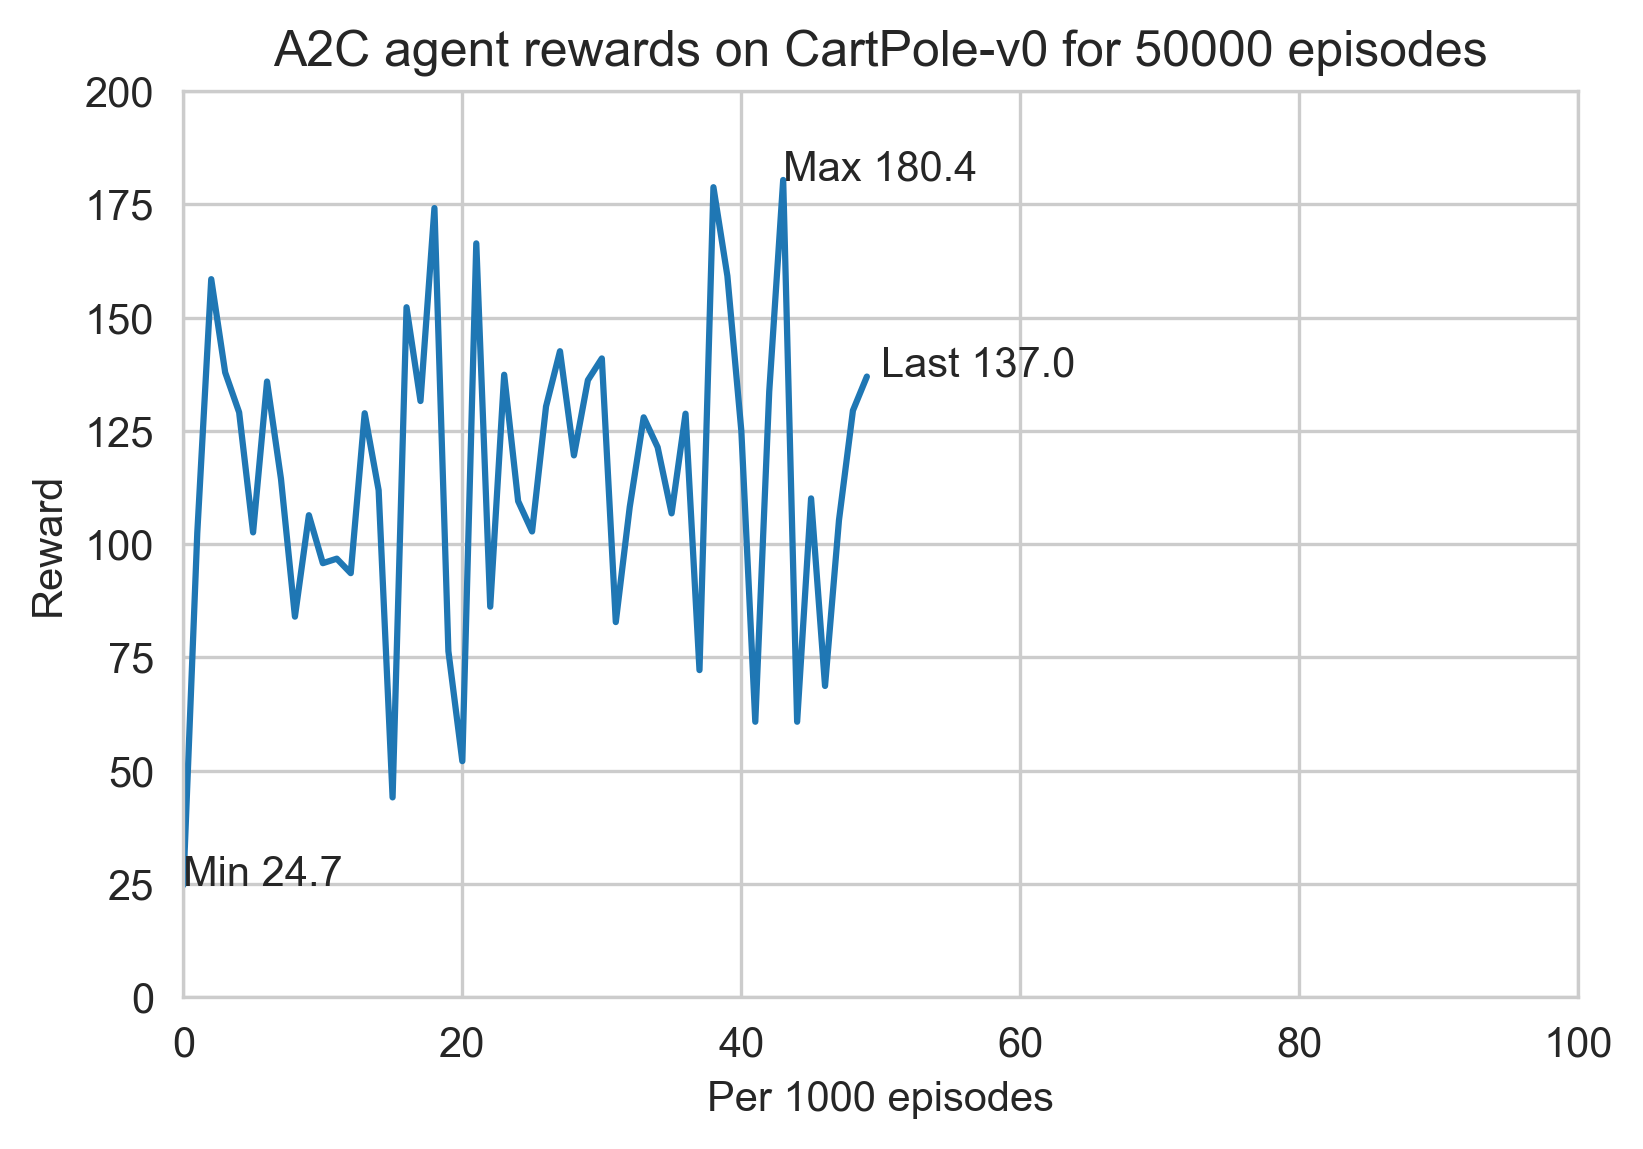 A2C agent rewards on CartPole-v0 for 50000 episodes
200
175
150
125
100
75
50
25
0
Reward
Max 180.4
Last 137.0
Min 24.7
0 20 40 60 80 100
Per 1000 episodes